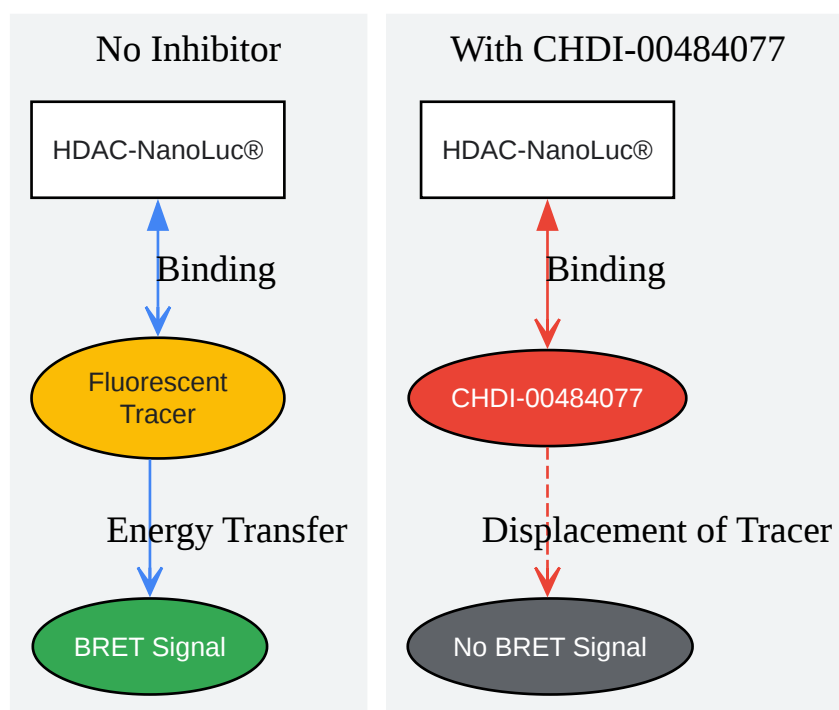 No Inhibitor
HDAC-NanoLuc®
Binding
Fluorescent
Tracer
Energy Transfer
BRET Signal
With CHDI-00484077
HDAC-NanoLuc®
Binding
CHDI-00484077
Displacement of Tracer
No BRET Signal